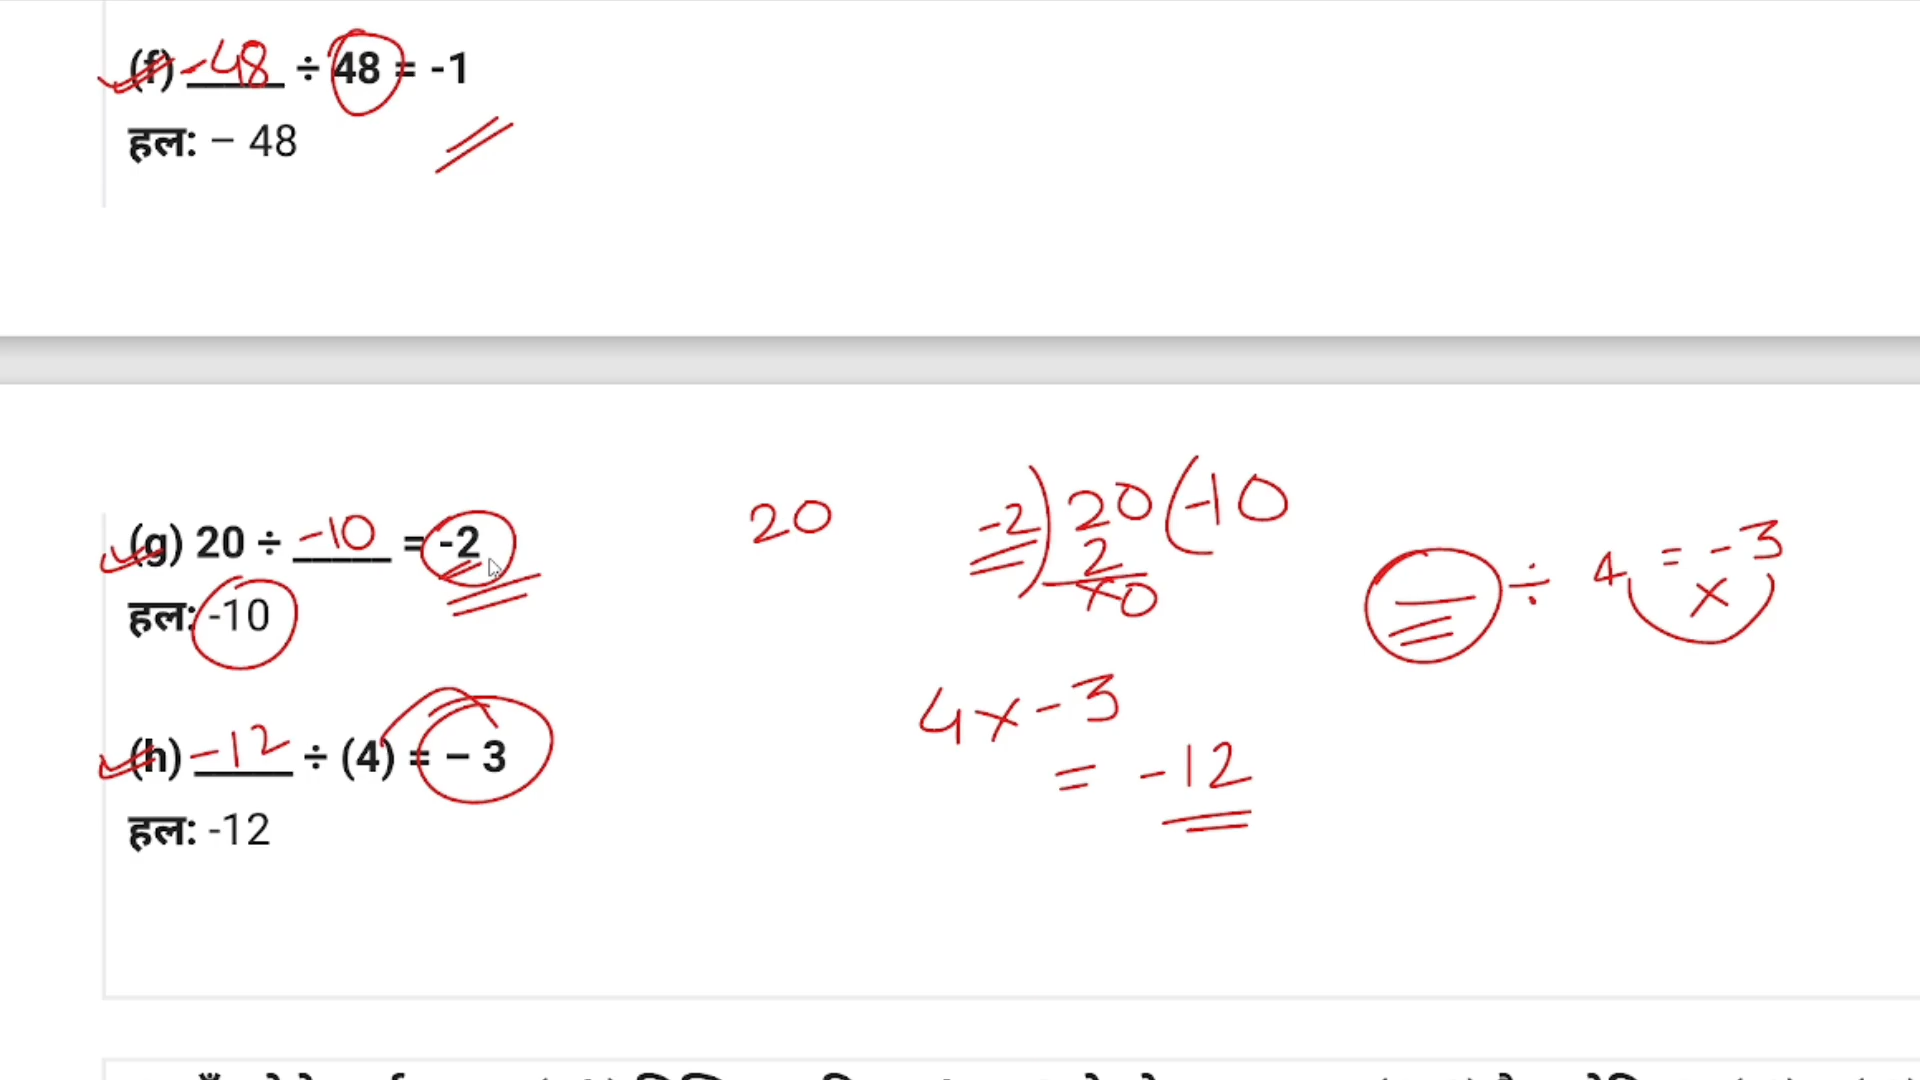 (f) -48 ÷ 48 = -1
हल: – 48
20
-2) 20 (-10
2
×0
(g) 20 ÷ -10 = -2
हल: -10
÷ 4 = -3
×
4x-3
= -12
(h) -12 ÷ (4) = – 3
हल: -12